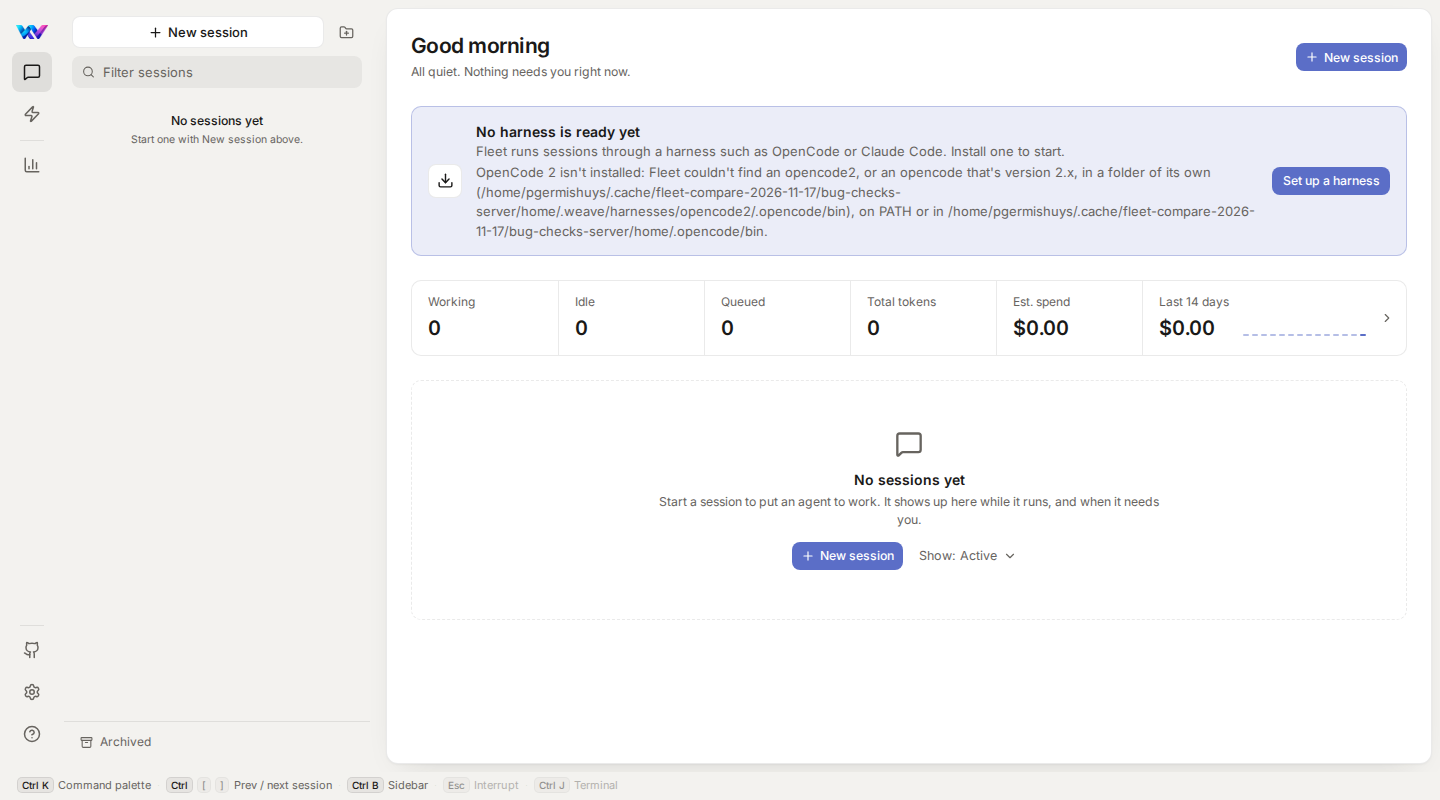 New session
Filter sessions
No sessions yet
Start one with New session above.
Archived
Good morning
All quiet. Nothing needs you right now.
New session
No harness is ready yet
Fleet runs sessions through a harness such as OpenCode or Claude Code. Install one to start.
OpenCode 2 isn't installed: Fleet couldn't find an opencode2, or an opencode that's version 2.x, in a folder of its own
(/home/pgermishuys/.cache/fleet-compare-2026-11-17/bug-checks-
server/home/.weave/harnesses/opencode2/.opencode/bin), on PATH or in /home/pgermishuys/.cache/fleet-compare-2026-
11-17/bug-checks-server/home/.opencode/bin.
Set up a harness
Working
0
Idle
0
Queued
0
Total tokens
0
Est. spend
$0.00
Last 14 days
$0.00
No sessions yet
Start a session to put an agent to work. It shows up here while it runs, and when it needs
you.
New session
Show: Active
Ctrl K Command palette Ctrl [ ] Prev / next session Ctrl B Sidebar Esc Interrupt Ctrl J Terminal